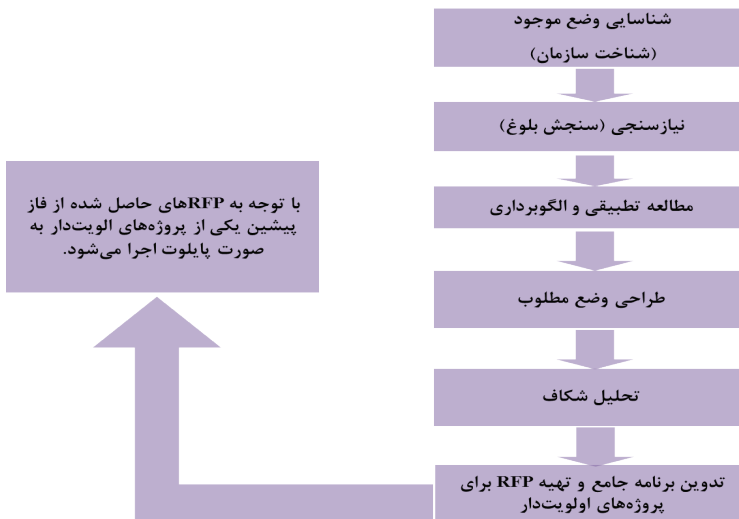 شناسایی وضع موجود
(شناخت سازمان)
نیازسنجی (سنجش بلوغ)
مطالعه تطبیقی و الگوبرداری
طراحی وضع مطلوب
تحلیل شکاف
تدوین برنامه جامع و تهیه RFP برای
پروژه‌های اولویت‌دار
با توجه به RFPهای حاصل شده از فاز
پیشین یکی از پروژه‌های الویت‌دار به
صورت پایلوت اجرا می‌شود.